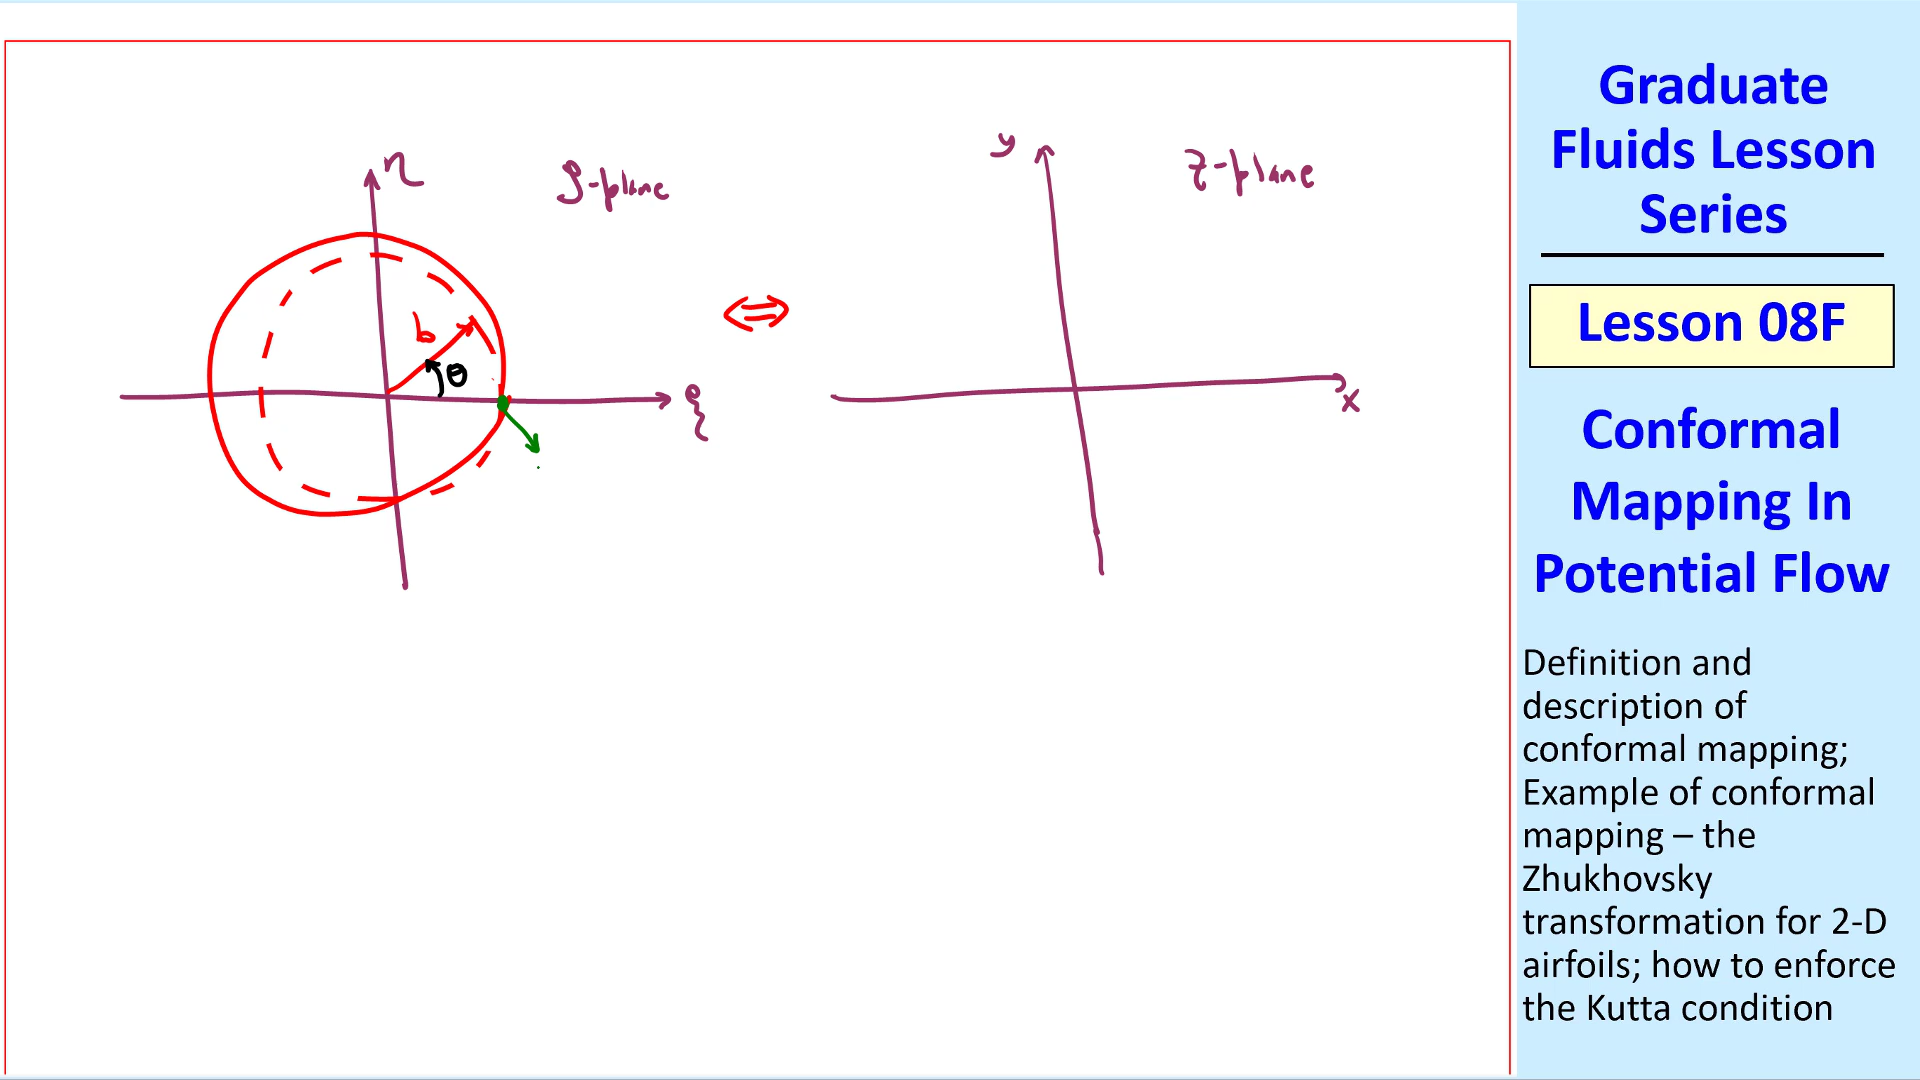 η
ζ-plane
b
θ
ξ
y
z-plane
x
Graduate
Fluids Lesson
Series
Lesson 08F
Conformal
Mapping In
Potential Flow
Definition and
description of
conformal mapping;
Example of conformal
mapping – the
Zhukhovsky
transformation for 2-D
airfoils; how to enforce
the Kutta condition